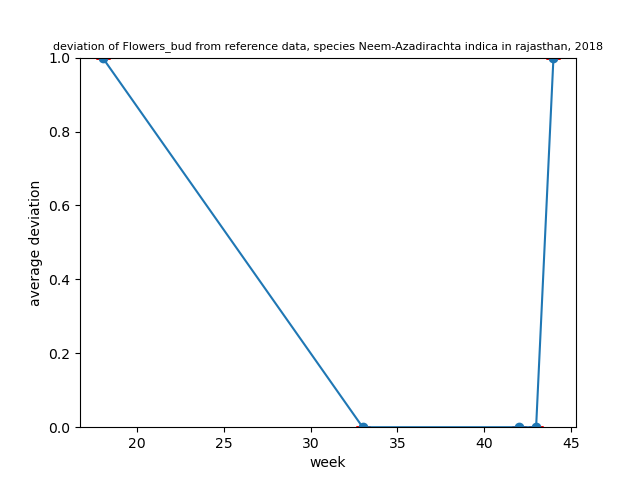 deviation of Flowers_bud from reference data, species Neem-Azadirachta indica in rajasthan, 2018
1.0
0.8
0.6
0.4
0.2
0.0
average deviation
20 25 30 35 40 45
week